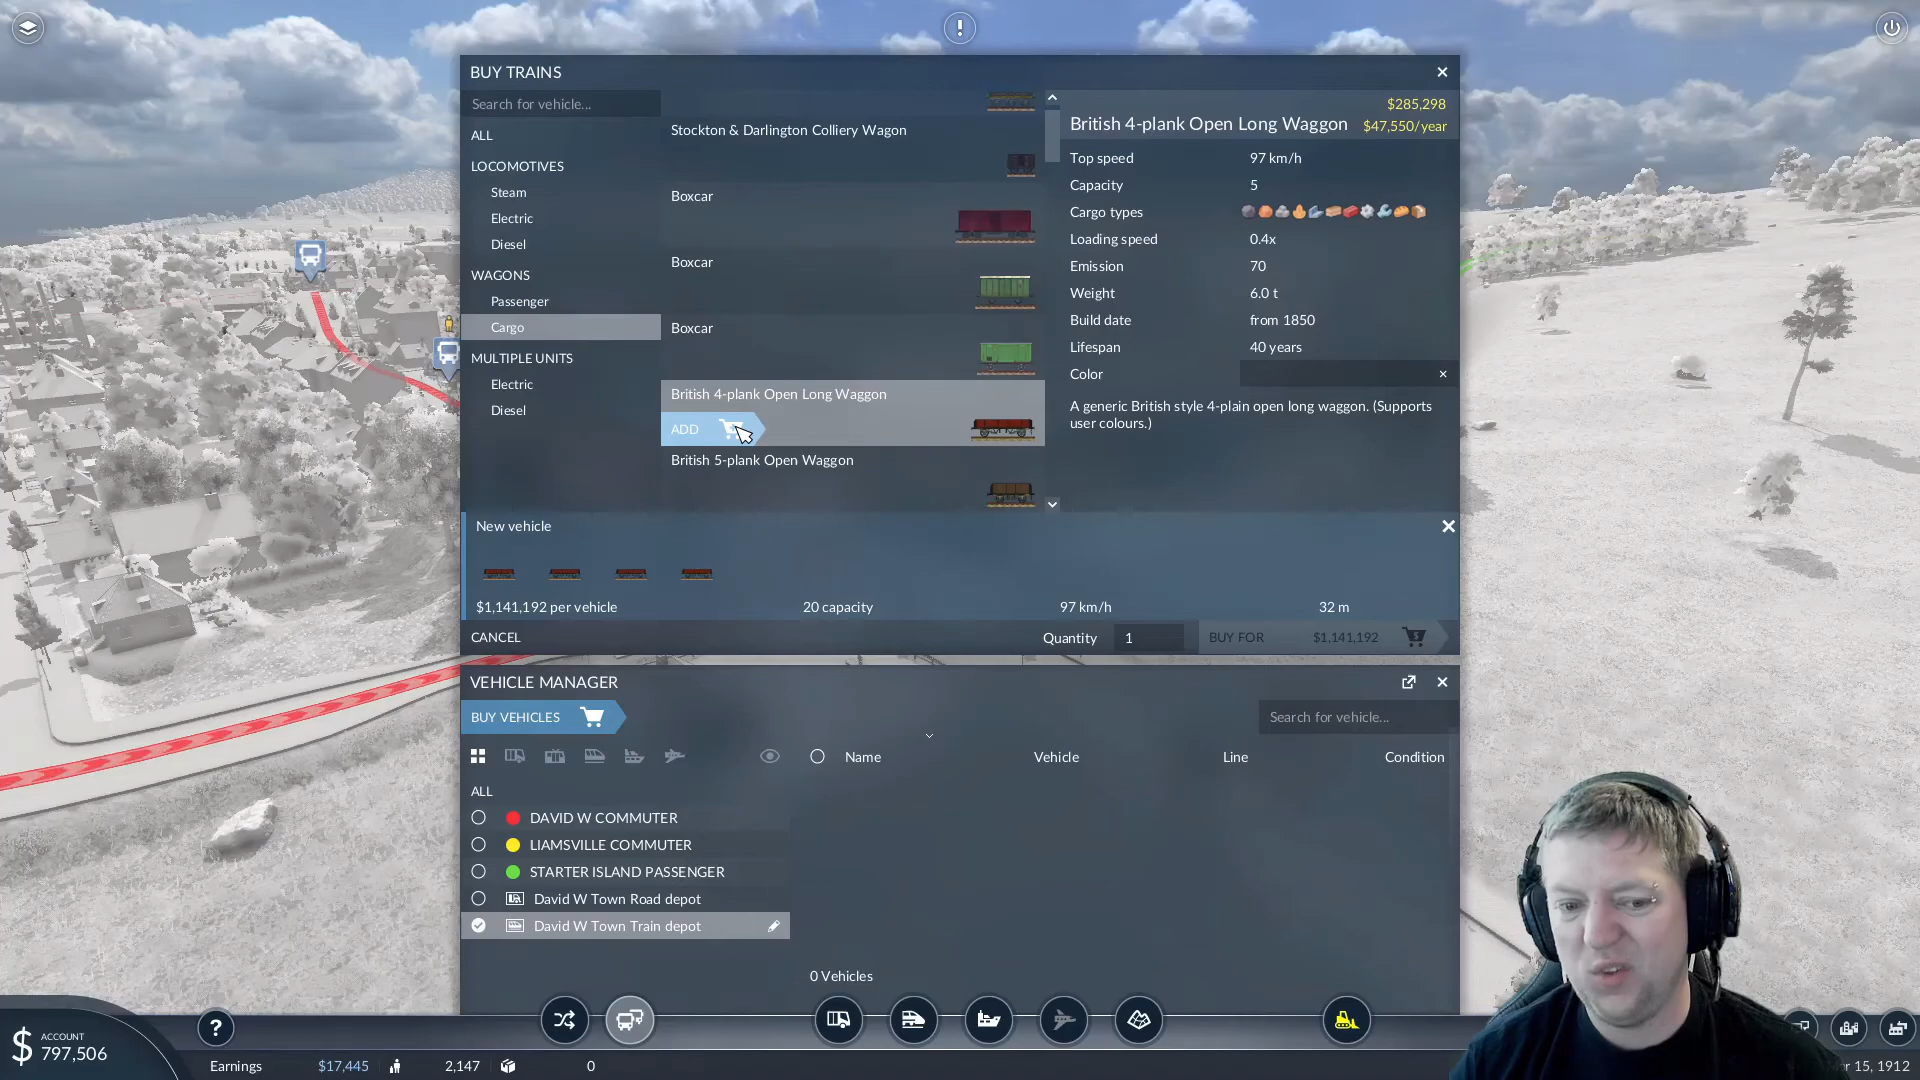 BUY TRAINS
Search for vehicle...
ALL
LOCOMOTIVES
Steam
Electric
Diesel
WAGONS
Passenger
Cargo
MULTIPLE UNITS
Electric
Diesel
Stockton & Darlington Colliery Wagon
Boxcar
Boxcar
Boxcar
British 4-plank Open Long Waggon
ADD
British 5-plank Open Waggon
$285,298
British 4-plank Open Long Waggon $47,550/year
Top speed 97 km/h
Capacity 5
Cargo types
Loading speed 0.4x
Emission 70
Weight 6.0 t
Build date from 1850
Lifespan 40 years
Color
A generic British style 4-plain open long waggon. (Supports
user colours.)
New vehicle
$1,141,192 per vehicle 20 capacity 97 km/h 32 m
CANCEL Quantity 1 BUY FOR $1,141,192
VEHICLE MANAGER
BUY VEHICLES Search for vehicle...
Name Vehicle Line Condition
ALL
DAVID W COMMUTER
LIAMSVILLE COMMUTER
STARTER ISLAND PASSENGER
David W Town Road depot
David W Town Train depot
0 Vehicles
$ ACCOUNT
797,506
?
Earnings $17,445 2,147 0
15, 1912